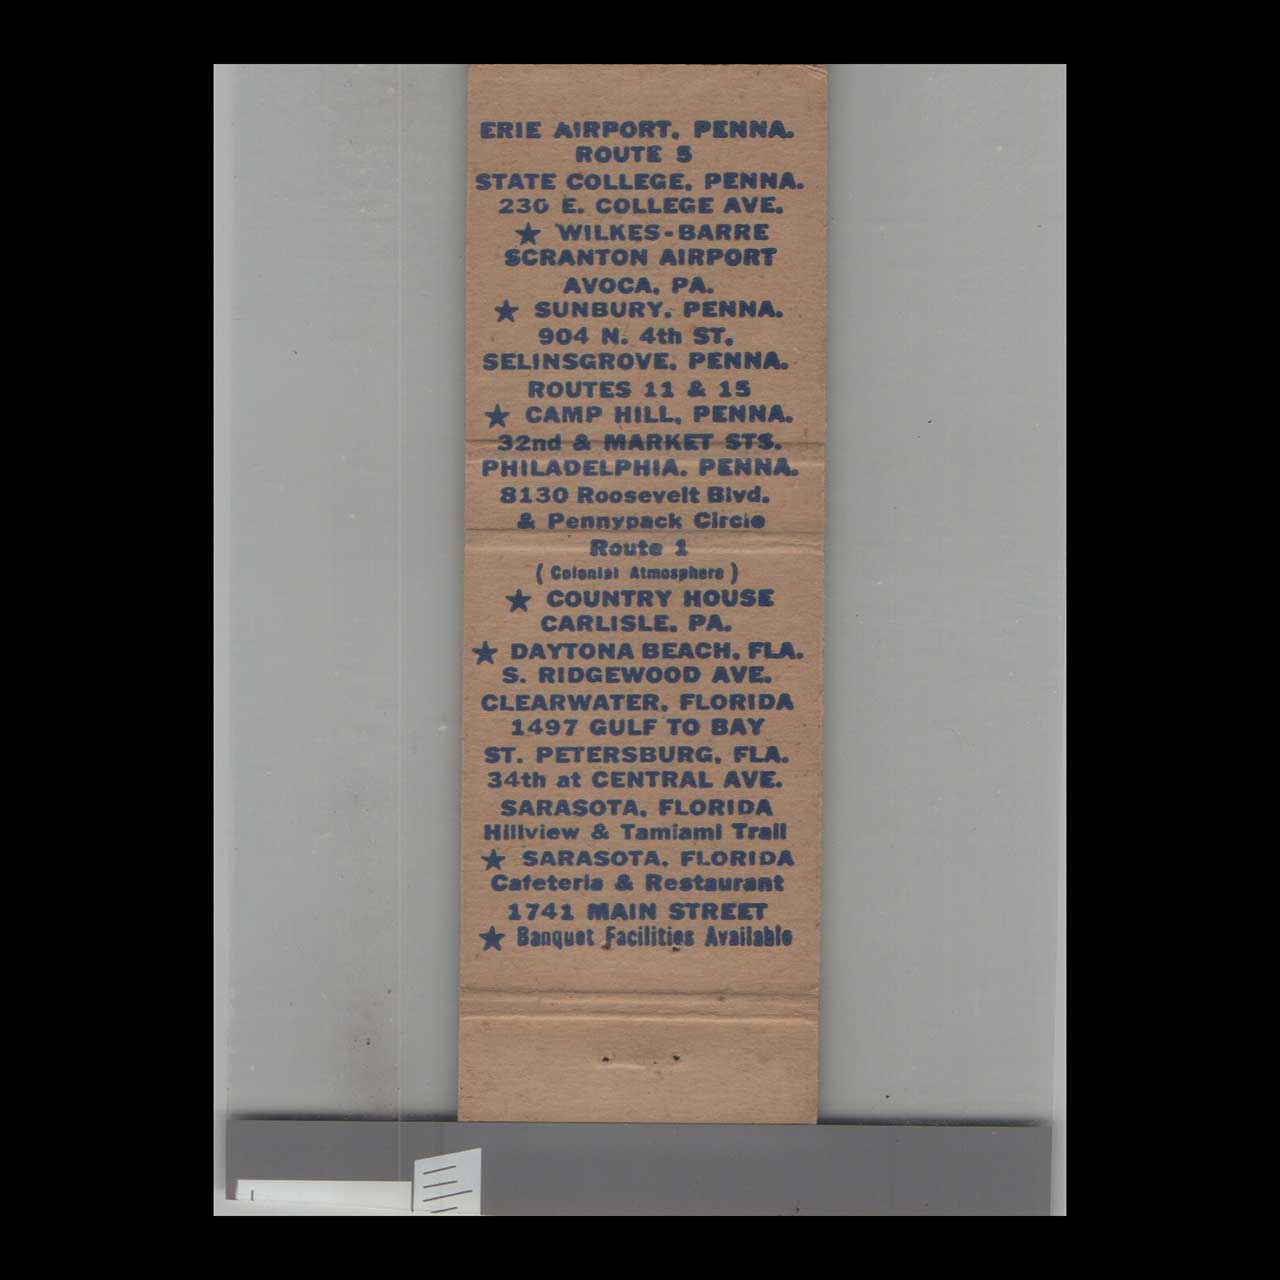 ERIE AIRPORT, PENNA.
ROUTE 5
STATE COLLEGE, PENNA.
230 E. COLLEGE AVE.
★ WILKES-BARRE
SCRANTON AIRPORT
AVOCA, PA.
★ SUNBURY, PENNA.
904 N. 4th ST.
SELINSGROVE, PENNA.
ROUTES 11 & 15
★ CAMP HILL, PENNA.
32nd & MARKET STS.
PHILADELPHIA, PENNA.
8130 Roosevelt Blvd.
& Pennypack Circle
Route 1
( Colonial Atmosphere )
★ COUNTRY HOUSE
CARLISLE, PA.
★ DAYTONA BEACH, FLA.
S. RIDGEWOOD AVE.
CLEARWATER, FLORIDA
1497 GULF TO BAY
ST. PETERSBURG, FLA.
34th at CENTRAL AVE.
SARASOTA, FLORIDA
Hillview & Tamiami Trail
★ SARASOTA, FLORIDA
Cafeteria & Restaurant
1741 MAIN STREET
★ Banquet Facilities Available